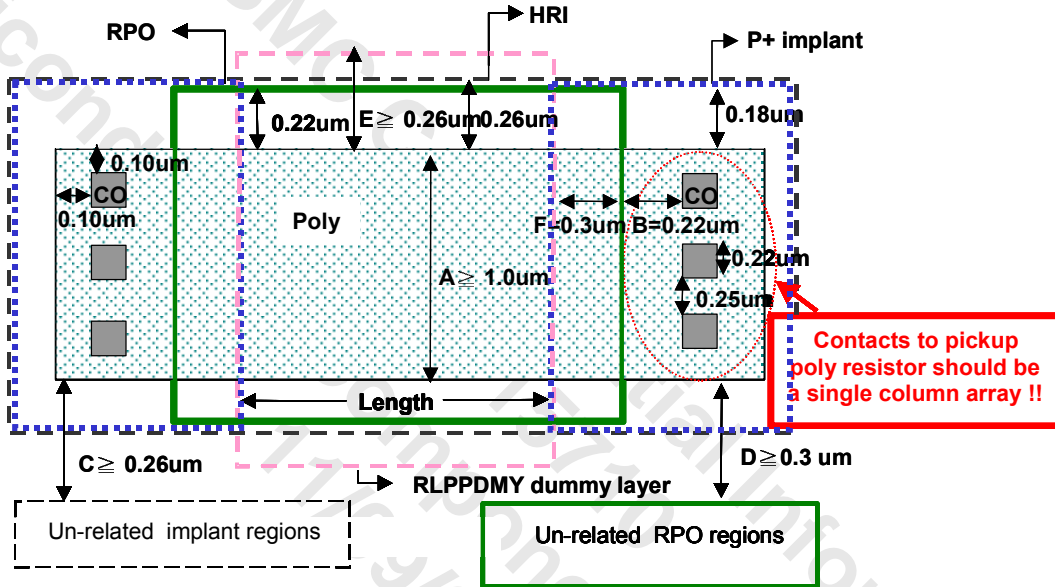 HRI
RPO
P+ implant
0.22um
E≧ 0.26um
0.26um
0.18um
0.10um
CO
CO
0.10um
Poly
F=0.3um
B=0.22um
A≧ 1.0um
0.22um
0.25um
Contacts to pickup
poly resistor should be
a single column array !!
Length
C≧ 0.26um
D≧0.3 um
RLPPDMY dummy layer
Un-related implant regions
Un-related RPO regions